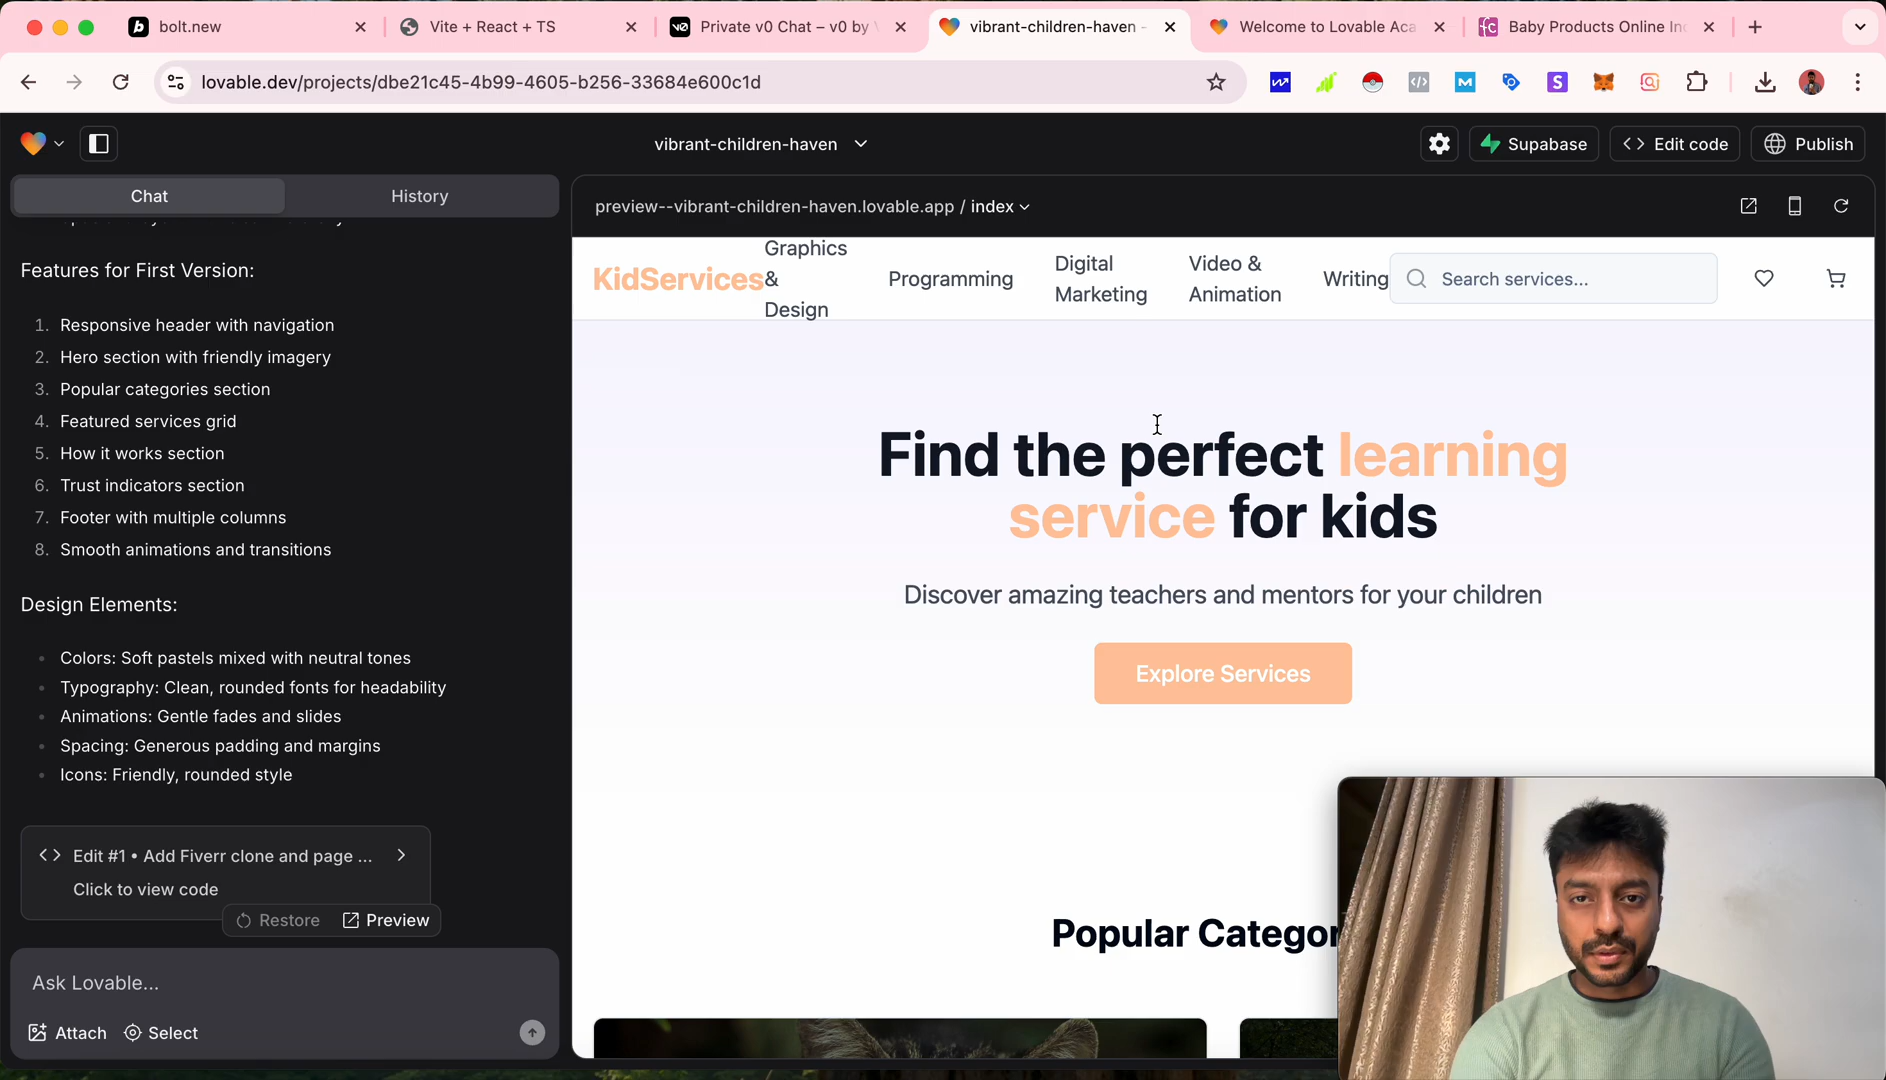 bolt.new
Vite + React + TS
Private v0 Chat – v0 by
vibrant-children-haven -
Welcome to Lovable Aca
Baby Products Online In
lovable.dev/projects/dbe21c45-4b99-4605-b256-33684e600c1d
vibrant-children-haven
Supabase
Edit code
Publish
Chat
History
Features for First Version:
1. Responsive header with navigation
2. Hero section with friendly imagery
3. Popular categories section
4. Featured services grid
5. How it works section
6. Trust indicators section
7. Footer with multiple columns
8. Smooth animations and transitions
Design Elements:
• Colors: Soft pastels mixed with neutral tones
• Typography: Clean, rounded fonts for headability
• Animations: Gentle fades and slides
• Spacing: Generous padding and margins
• Icons: Friendly, rounded style
Edit #1 • Add Fiverr clone and page ...
Click to view code
Restore
Preview
Ask Lovable...
Attach
Select
preview--vibrant-children-haven.lovable.app / index
KidServices
Graphics
&
Design
Programming
Digital
Marketing
Video &
Animation
Writing
Search services...
Find the perfect learning
service for kids
Discover amazing teachers and mentors for your children
Explore Services
Popular Categor